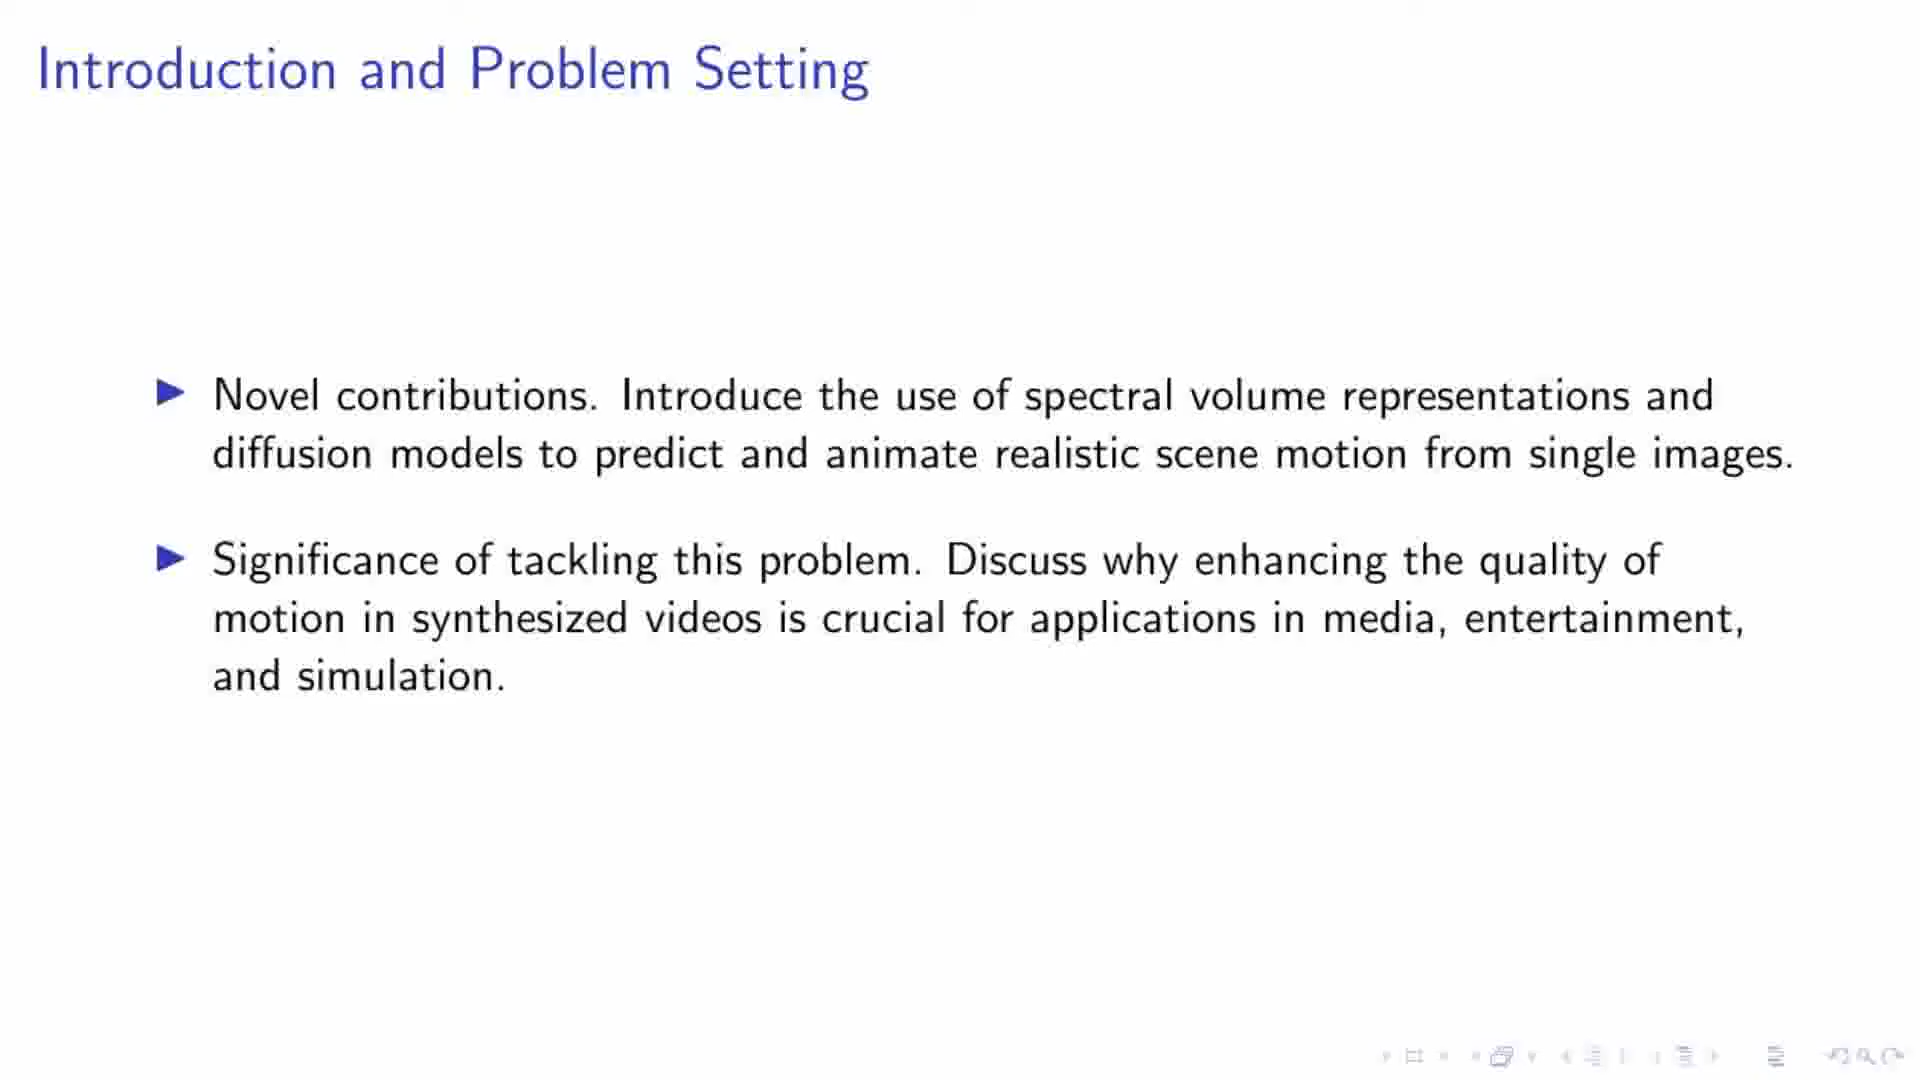 Introduction and Problem Setting
Novel contributions. Introduce the use of spectral volume representations and
diffusion models to predict and animate realistic scene motion from single images.
Significance of tackling this problem. Discuss why enhancing the quality of
motion in synthesized videos is crucial for applications in media, entertainment,
and simulation.